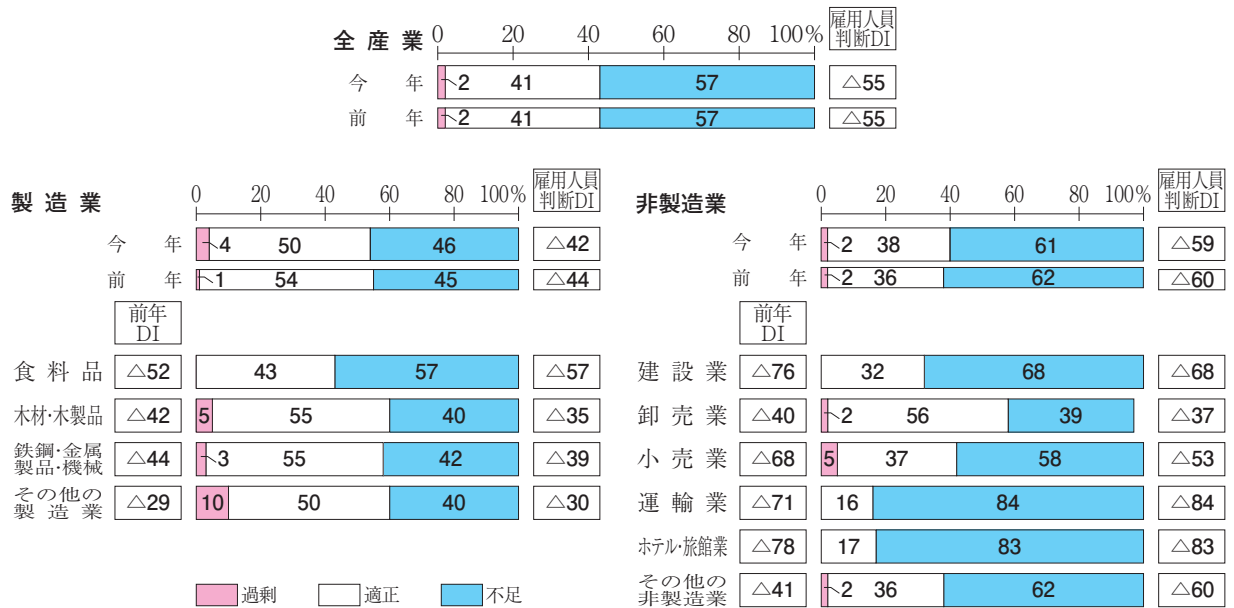 全産業 0 20 40 60 80 100% 雇用人員
判断DI
今年 2 41 57 △55
前年 2 41 57 △55
製造業 0 20 40 60 80 100% 雇用人員
判断DI
今年 4 50 46 △42
前年 1 54 45 △44
前年
DI
食料品 △52 43 57 △57
木材・木製品 △42 5 55 40 △35
鉄鋼・金属
製品・機械 △44 3 55 42 △39
その他の
製造業 △29 10 50 40 △30
過剰 適正 不足
非製造業 0 20 40 60 80 100% 雇用人員
判断DI
今年 2 38 61 △59
前年 2 36 62 △60
前年
DI
建設業 △76 32 68 △68
卸売業 △40 2 56 39 △37
小売業 △68 5 37 58 △53
運輸業 △71 16 84 △84
ホテル・旅館業 △78 17 83 △83
その他の
非製造業 △41 2 36 62 △60